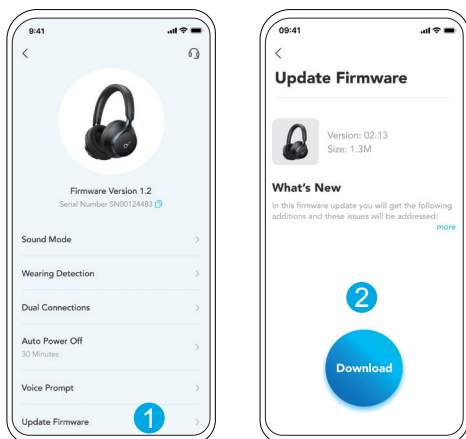 9:41
Firmware Version 1.2
Serial Number SN00124483
Sound Mode
Wearing Detection
Dual Connections
Auto Power Off
30 Minutes
Voice Prompt
Update Firmware
1
09:41
Update Firmware
Version: 02.13
Size: 1.3M
What's New
In this firmware update you will get the following
additions and these issues will be addressed:
more
2
Download